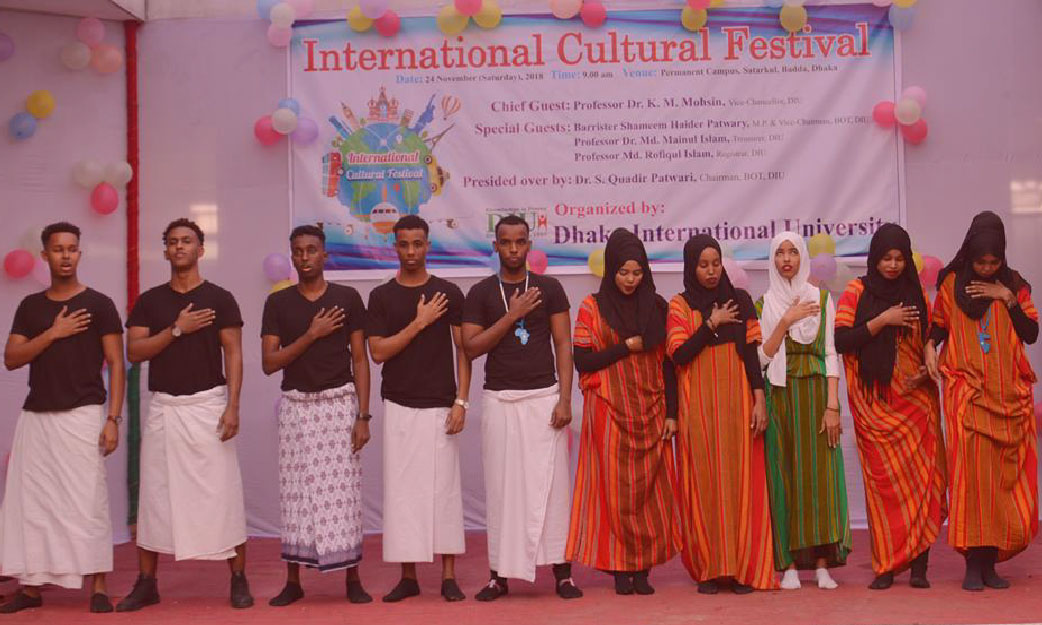 International Cultural Festival
Date: 24 November (Saturday), 2018 Time: 9.00 am Venue: Permanent Campus, Satarkul, Badda, Dhaka
Chief Guest: Professor Dr. K. M. Mohsin, Vice-Chancellor, DIU
Special Guests: Barrister Shameem Haider Patwary, M.P. & Vice-Chairman, BOT, DIU
Professor Dr. Md. Mainul Islam, Treasurer, DIU
Professor Md. Rofiqul Islam, Registrar, DIU
International
Cultural Festival
Presided over by: Dr. S. Quadir Patwari, Chairman, BOT, DIU
Organized by:
Dhaka International University